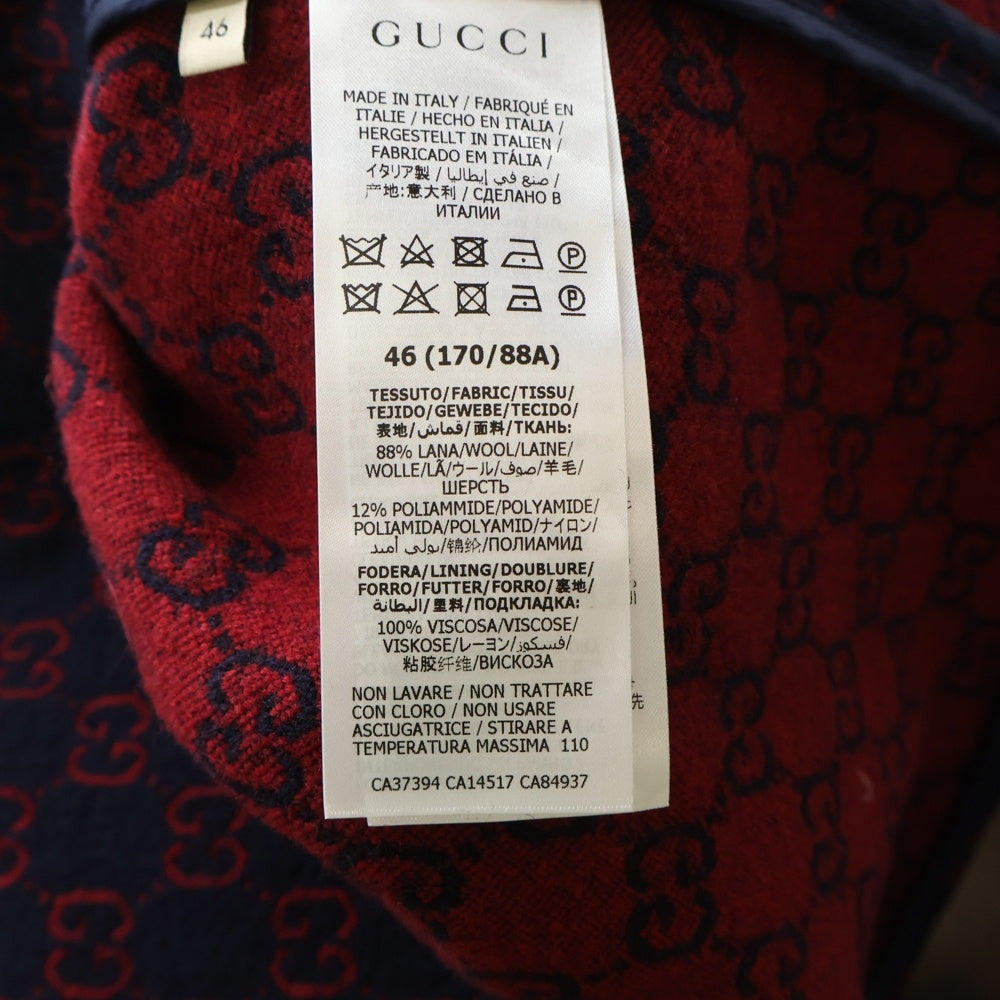 46
GUCCI
MADE IN ITALY / FABRIQUÉ EN
ITALIE / HECHO EN ITALIA /
HERGESTELLT IN ITALIEN /
FABRICADO EM ITÁLIA /
イタリア製 / صنع في إيطاليا /
产地:意大利 / СДЕЛАНО В
ИТАЛИИ
P
P
46 (170/88A)
TESSUTO/FABRIC/TISSU/
TEJIDO/GEWEBE/TECIDO/
表地/قماش/面料/ТКАНЬ:
88% LANA/WOOL/LAINE/
WOLLE/LÃ/ウール/صوف/羊毛/
ШЕРСТЬ
12% POLIAMMIDE/POLYAMIDE/
POLIAMIDA/POLYAMID/ナイロン/
بولي أميد/锦纶/ПОЛИАМИД
FODERA/LINING/DOUBLURE/
FORRO/FUTTER/FORRO/裏地/
البطانة/里料/ПОДКЛАДКА:
100% VISCOSA/VISCOSE/
VISKOSE/レーヨン/فسكوز/
粘胶纤维/ВИСКОЗА
NON LAVARE / NON TRATTARE
CON CLORO / NON USARE
ASCIUGATRICE / STIRARE A
TEMPERATURA MASSIMA 110
先
CA37394 CA14517 CA84937